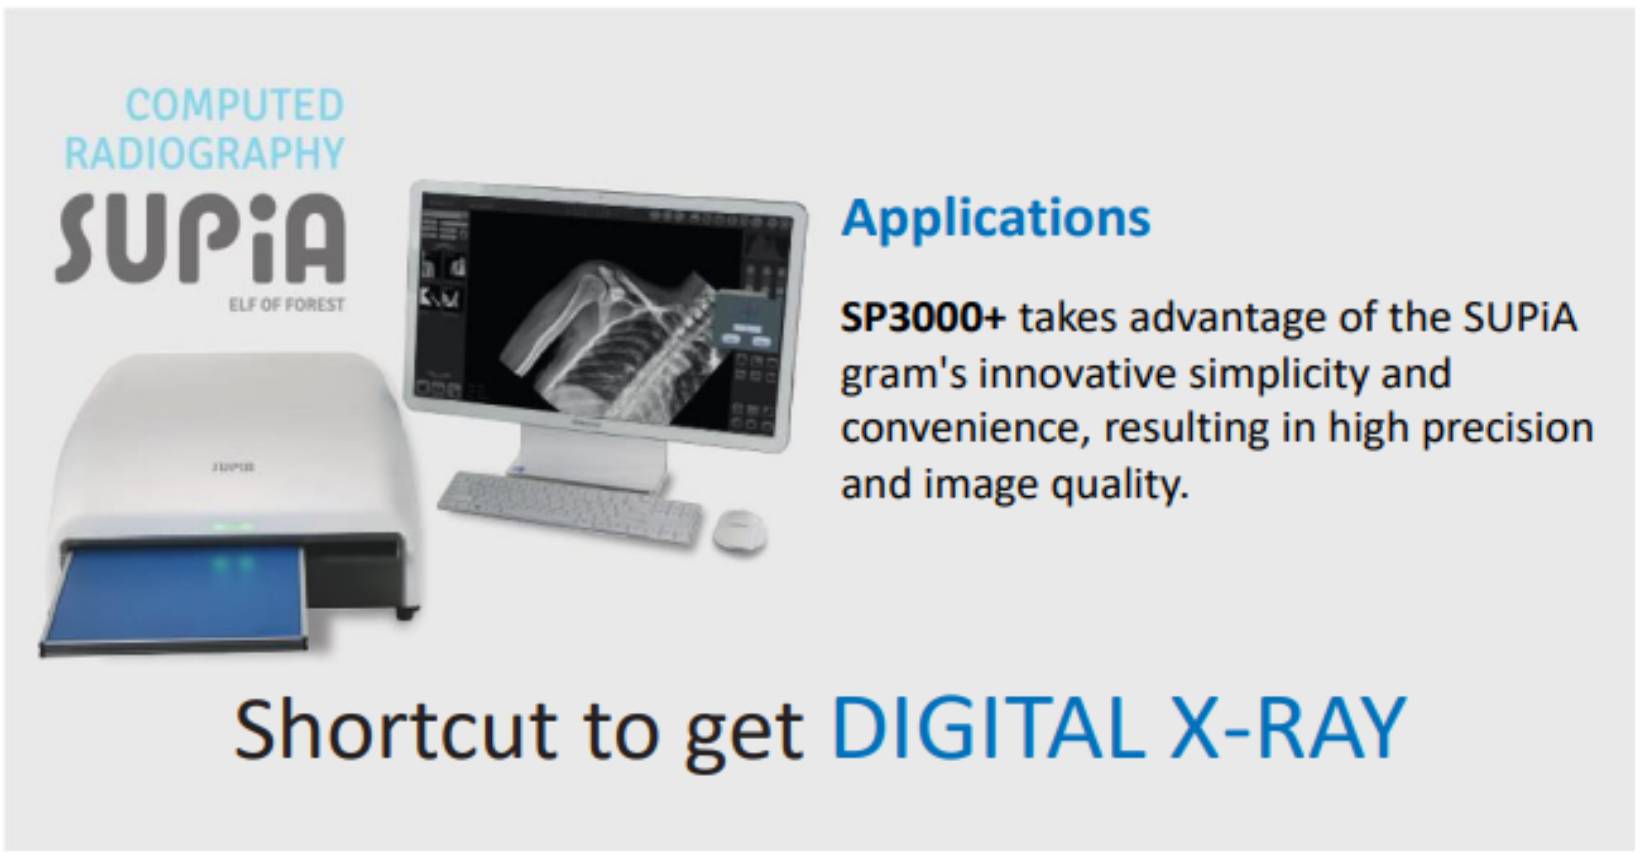 COMPUTED
RADIOGRAPHY
SUPiA
ELF OF FOREST
SUPiA
Applications
SP3000+ takes advantage of the SUPiA
gram's innovative simplicity and
convenience, resulting in high precision
and image quality.
Shortcut to get DIGITAL X-RAY